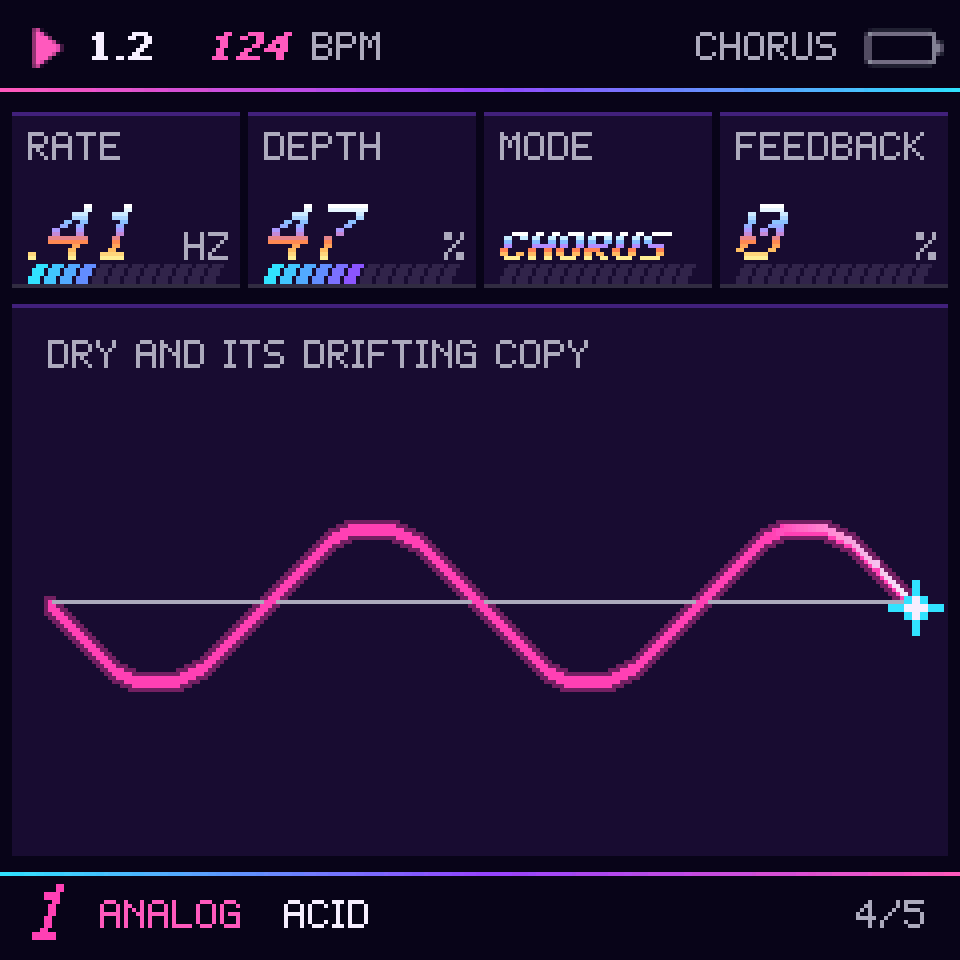 1.2 124 BPM CHORUS
RATE DEPTH MODE FEEDBACK
.41 HZ 47 % CHORUS 0 %
DRY AND ITS DRIFTING COPY
1 ANALOG ACID 4/5